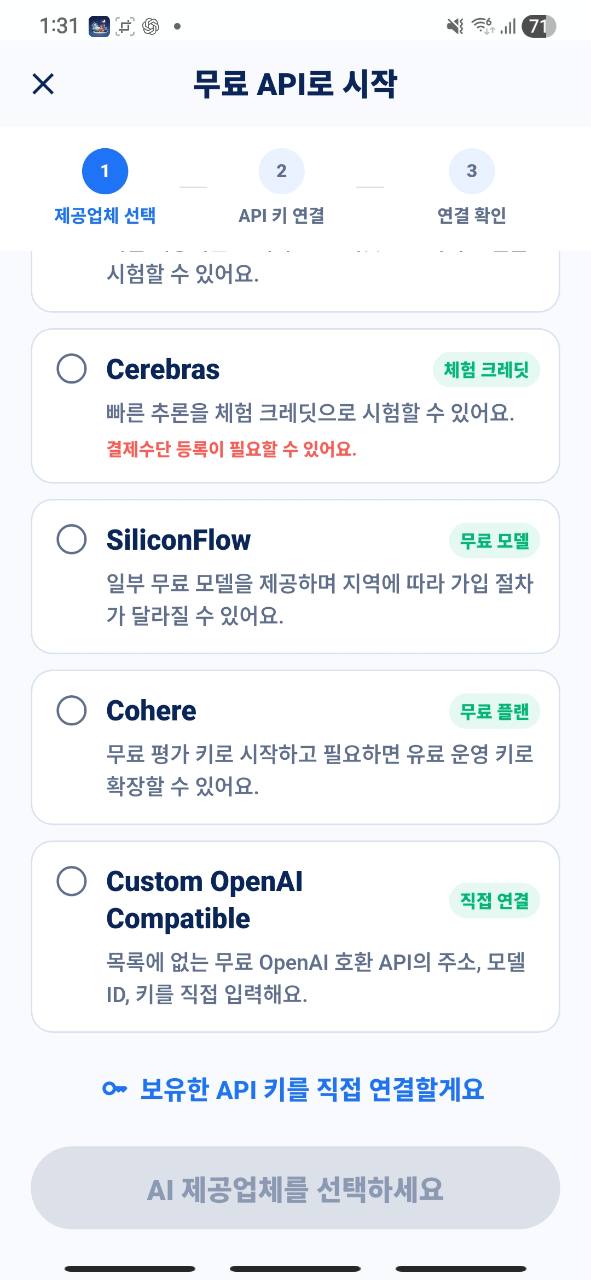 1:31
71
무료 API로 시작
1
2
3
제공업체 선택
API 키 연결
연결 확인
시험할 수 있어요.
Cerebras
체험 크레딧
빠른 추론을 체험 크레딧으로 시험할 수 있어요.
결제수단 등록이 필요할 수 있어요.
SiliconFlow
무료 모델
일부 무료 모델을 제공하며 지역에 따라 가입 절차
가 달라질 수 있어요.
Cohere
무료 플랜
무료 평가 키로 시작하고 필요하면 유료 운영 키로
확장할 수 있어요.
Custom OpenAI
Compatible
직접 연결
목록에 없는 무료 OpenAI 호환 API의 주소, 모델
ID, 키를 직접 입력해요.
보유한 API 키를 직접 연결할게요
AI 제공업체를 선택하세요